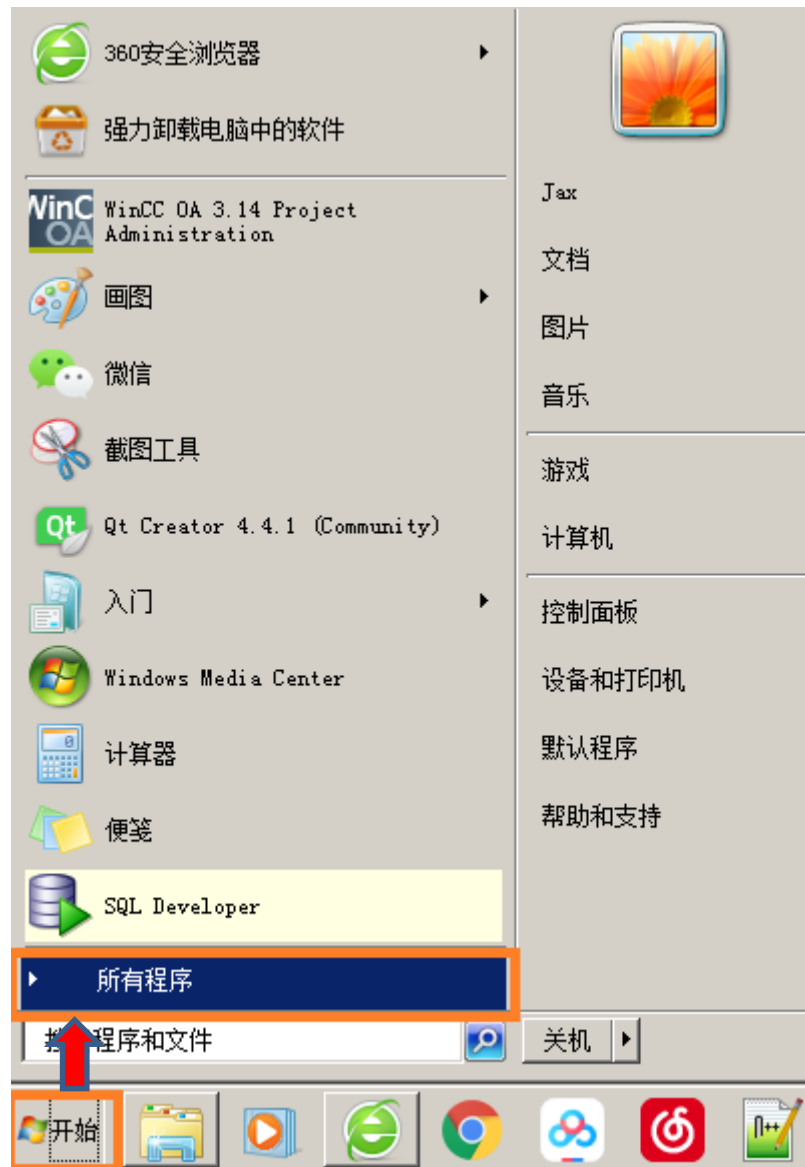 360安全浏览器
强力卸载电脑中的软件
WinC
OA
WinCC OA 3.14 Project
Administration
画图
微信
截图工具
Qt
Qt Creator 4.4.1 (Community)
入门
Windows Media Center
计算器
便笺
SQL Developer
所有程序
程序和文件
开始
Jax
文档
图片
音乐
游戏
计算机
控制面板
设备和打印机
默认程序
帮助和支持
关机